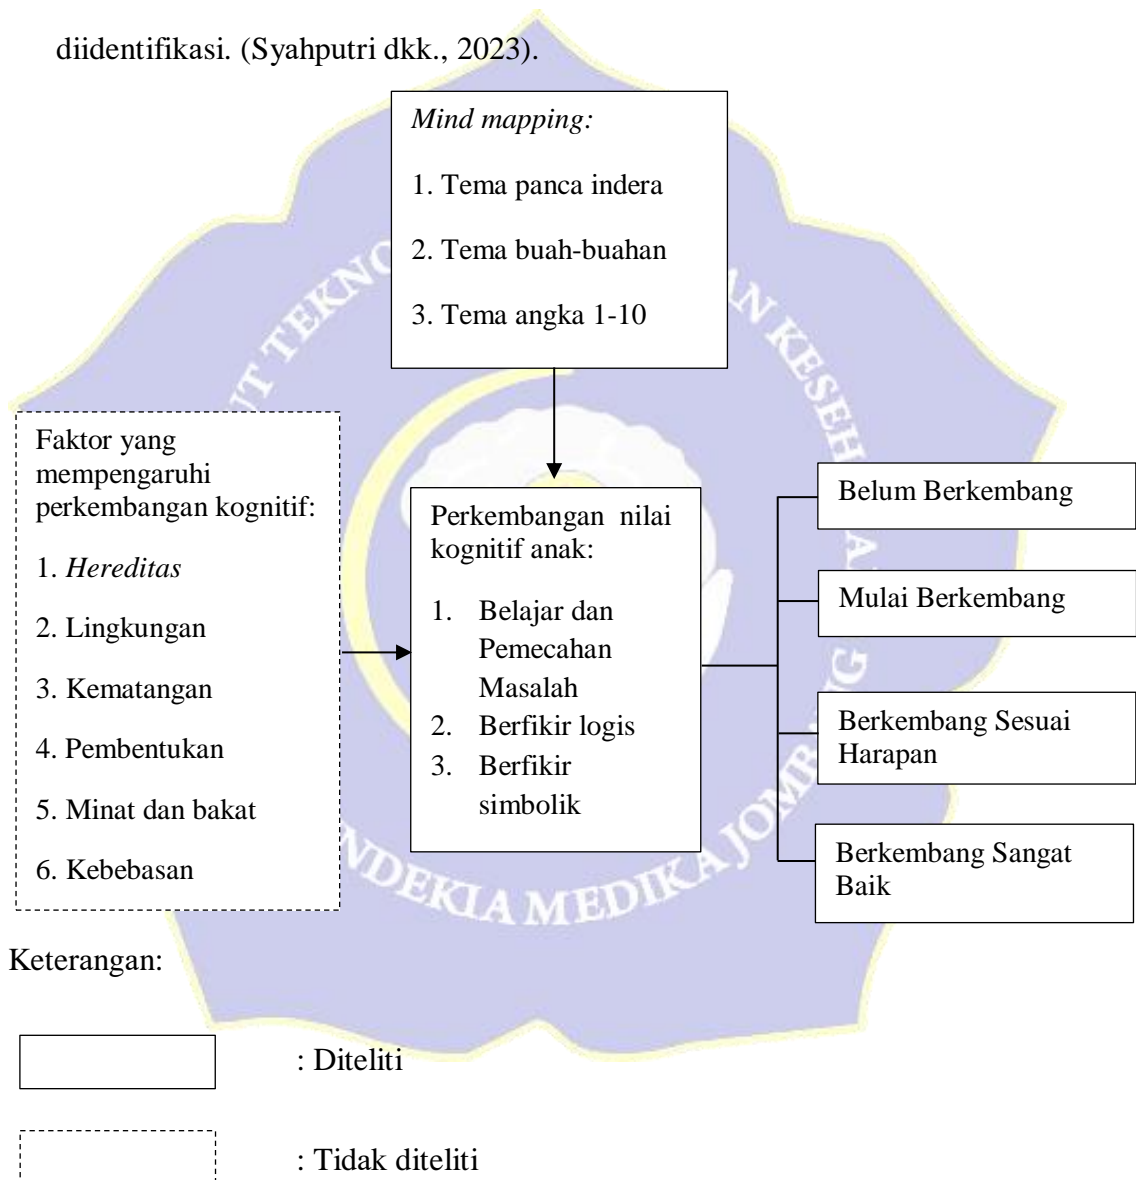 diidentifikasi. (Syahputri dkk., 2023).
Mind mapping:
1. Tema panca indera
2. Tema buah-buahan
3. Tema angka 1-10
Faktor yang
mempengaruhi
perkembangan kognitif:
1. Hereditas
2. Lingkungan
3. Kematangan
4. Pembentukan
5. Minat dan bakat
6. Kebebasan
Perkembangan nilai
kognitif anak:
1. Belajar dan
Pemecahan
Masalah
2. Berfikir logis
3. Berfikir
simbolik
Belum Berkembang
Mulai Berkembang
Berkembang Sesuai
Harapan
Berkembang Sangat
Baik
Keterangan:
: Diteliti
: Tidak diteliti
MEDIKA